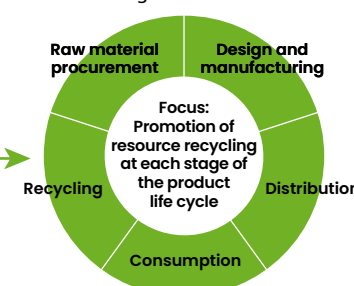 Raw material
procurement
Design and
manufacturing
Focus:
Promotion of
resource recycling
at each stage of
the product
life cycle
Recycling
Distribution
Consumption